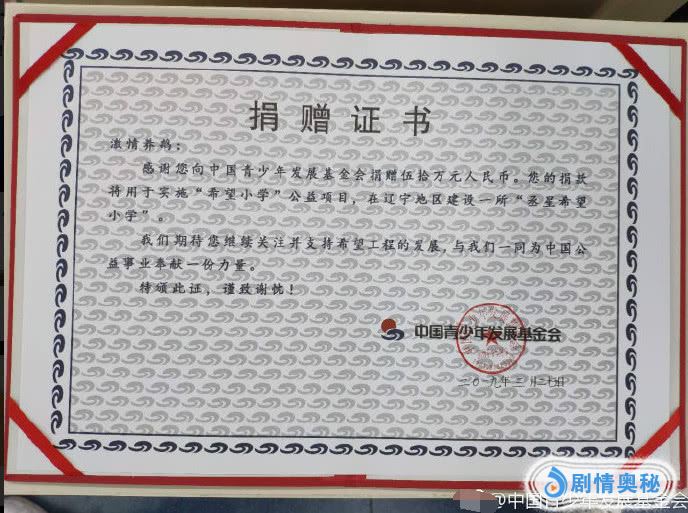 捐赠证书
激情养鹅：
感谢您向中国青少年发展基金会捐赠伍拾万元人民币。您的捐款
将用于实施“希望小学”公益项目，在辽宁地区建设一所“丞星希望
小学”。
我们期待您继续关注并支持希望工程的发展，与我们一同为中国公
益事业奉献一份力量。
特颁此证，谨致谢忱！
中国青少年发展基金会
二〇一九年三月二十七日
剧情奥秘
@中国青少年发展基金会